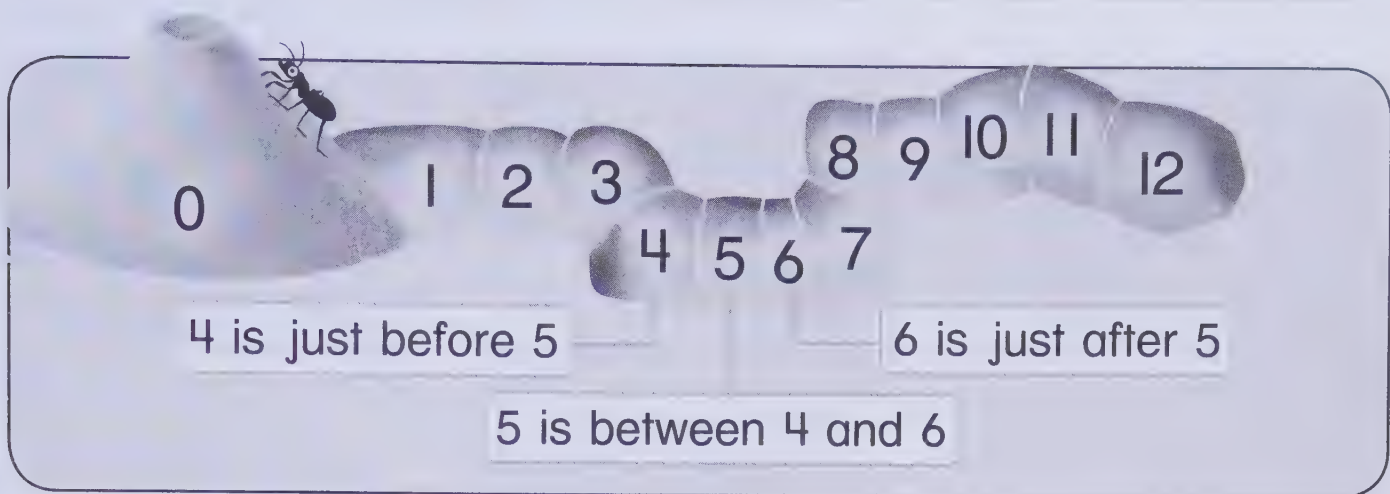 0 1 2 3 4 5 6 7 8 9 10 11 12
4 is just before 5
6 is just after 5
5 is between 4 and 6